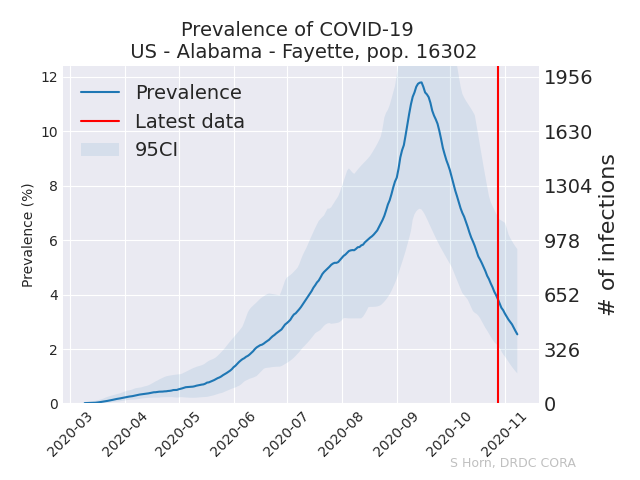 Prevalence of COVID-19
US - Alabama - Fayette, pop. 16302
Prevalence
Latest data
95CI
Prevalence (%)
12
10
8
6
4
2
0
1956
1630
1304
978
652
326
0
# of infections
2020-03
2020-04
2020-05
2020-06
2020-07
2020-08
2020-09
2020-10
2020-11
S Horn, DRDC CORA